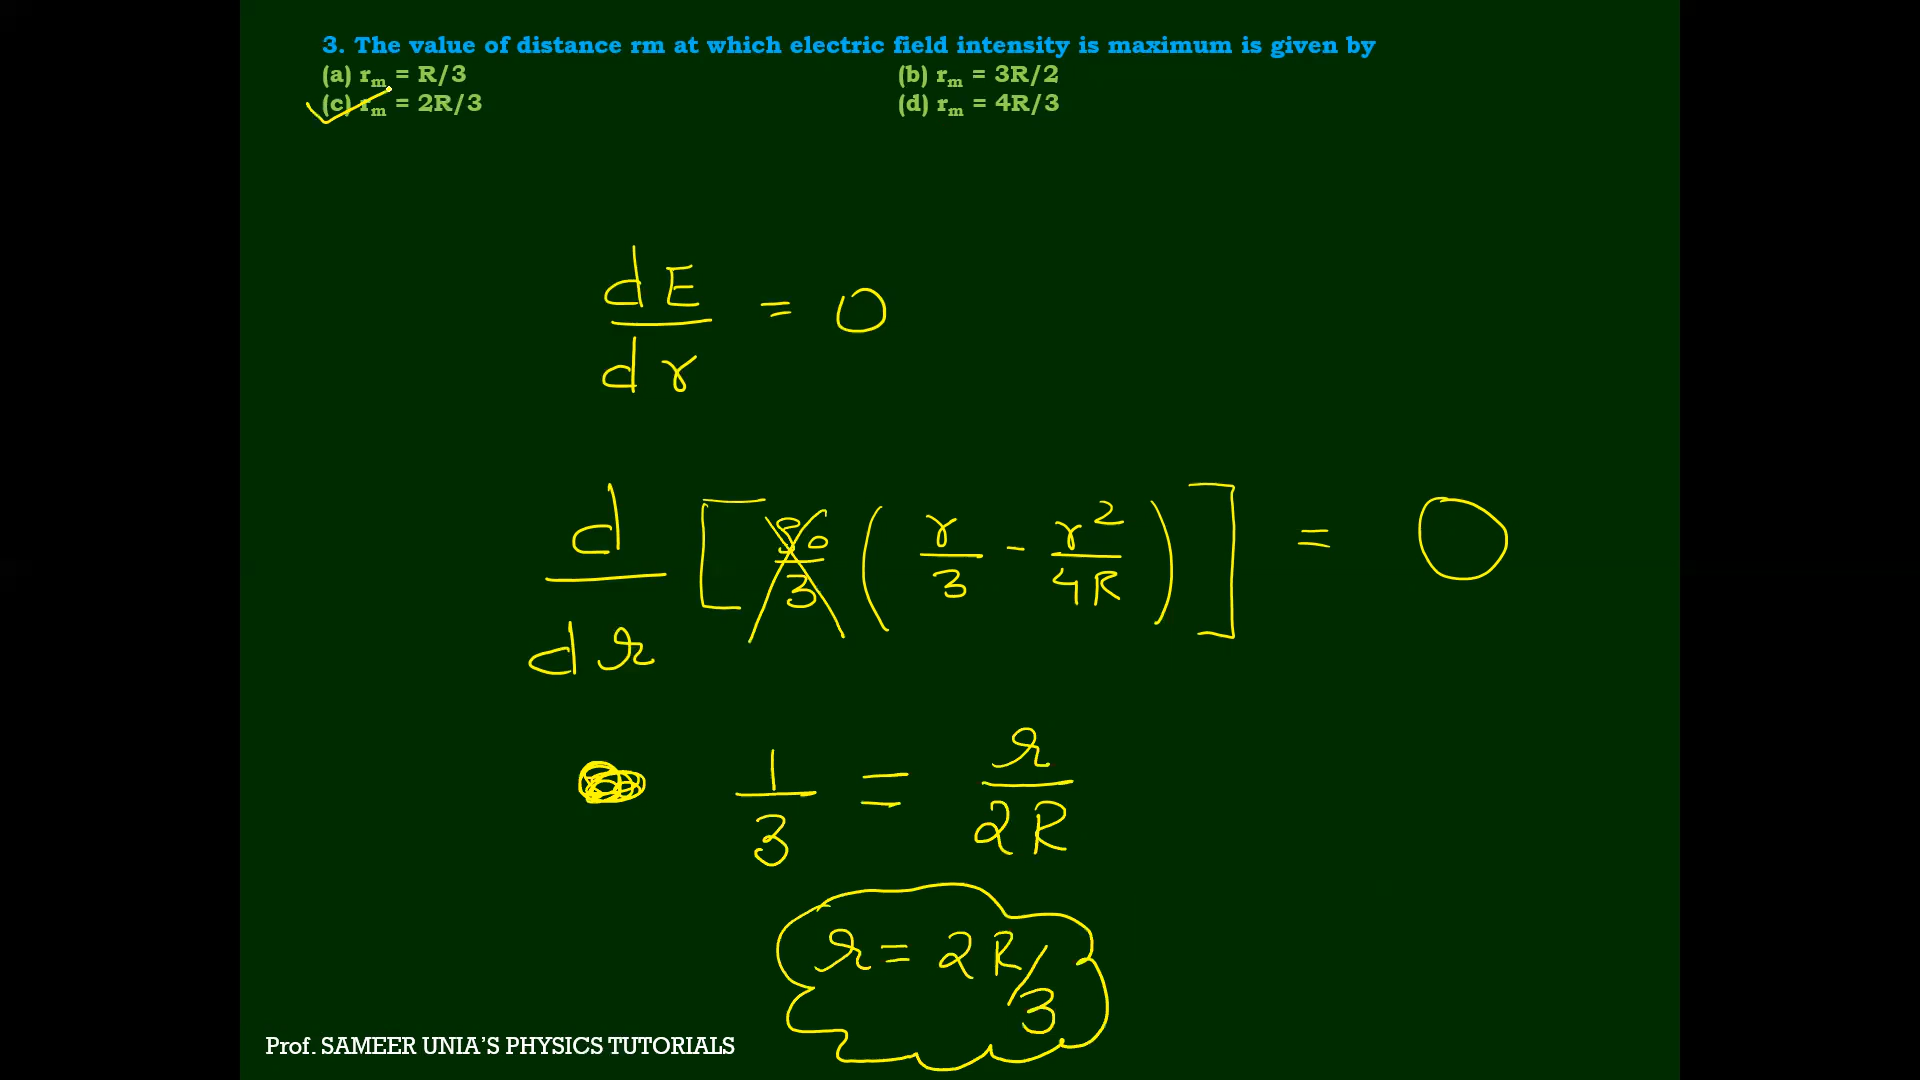 3. The value of distance rm at which electric field intensity is maximum is given by
(a) rₘ = R/3 (b) rₘ = 3R/2
(c) rₘ = 2R/3 (d) rₘ = 4R/3
dE/dr = 0
d/dr [ /3 ( r/3 - r²/4R ) ] = 0
1/3 = r/2R
r = 2R/3
Prof. SAMEER UNIA'S PHYSICS TUTORIALS